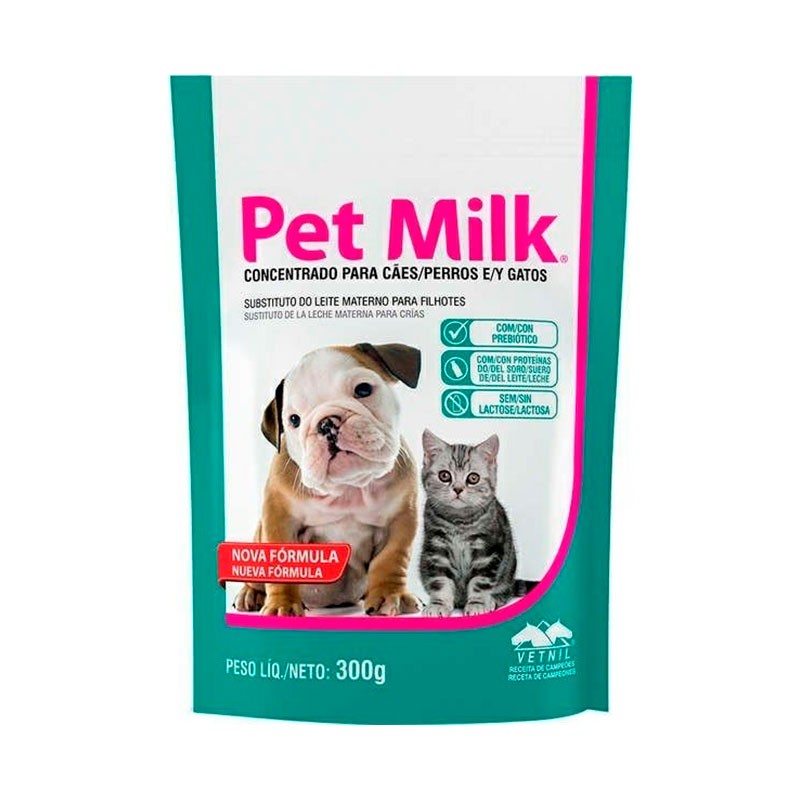 Pet Milk®
CONCENTRADO PARA CÃES/PERROS E/Y GATOS
SUBSTITUTO DO LEITE MATERNO PARA FILHOTES
SUSTITUTO DE LA LECHE MATERNA PARA CRÍAS
COM/CON
PREBIÓTICO
COM/CON PROTEÍNAS
DO/DEL SORO/SUERO
DE/DEL LEITE/LECHE
SEM/SIN
LACTOSE/LACTOSA
NOVA FÓRMULA
NUEVA FÓRMULA
PESO LÍQ./NETO: 300g
VETNIL®
RECEITA DE CAMPEÕES
RECETA DE CAMPEONES